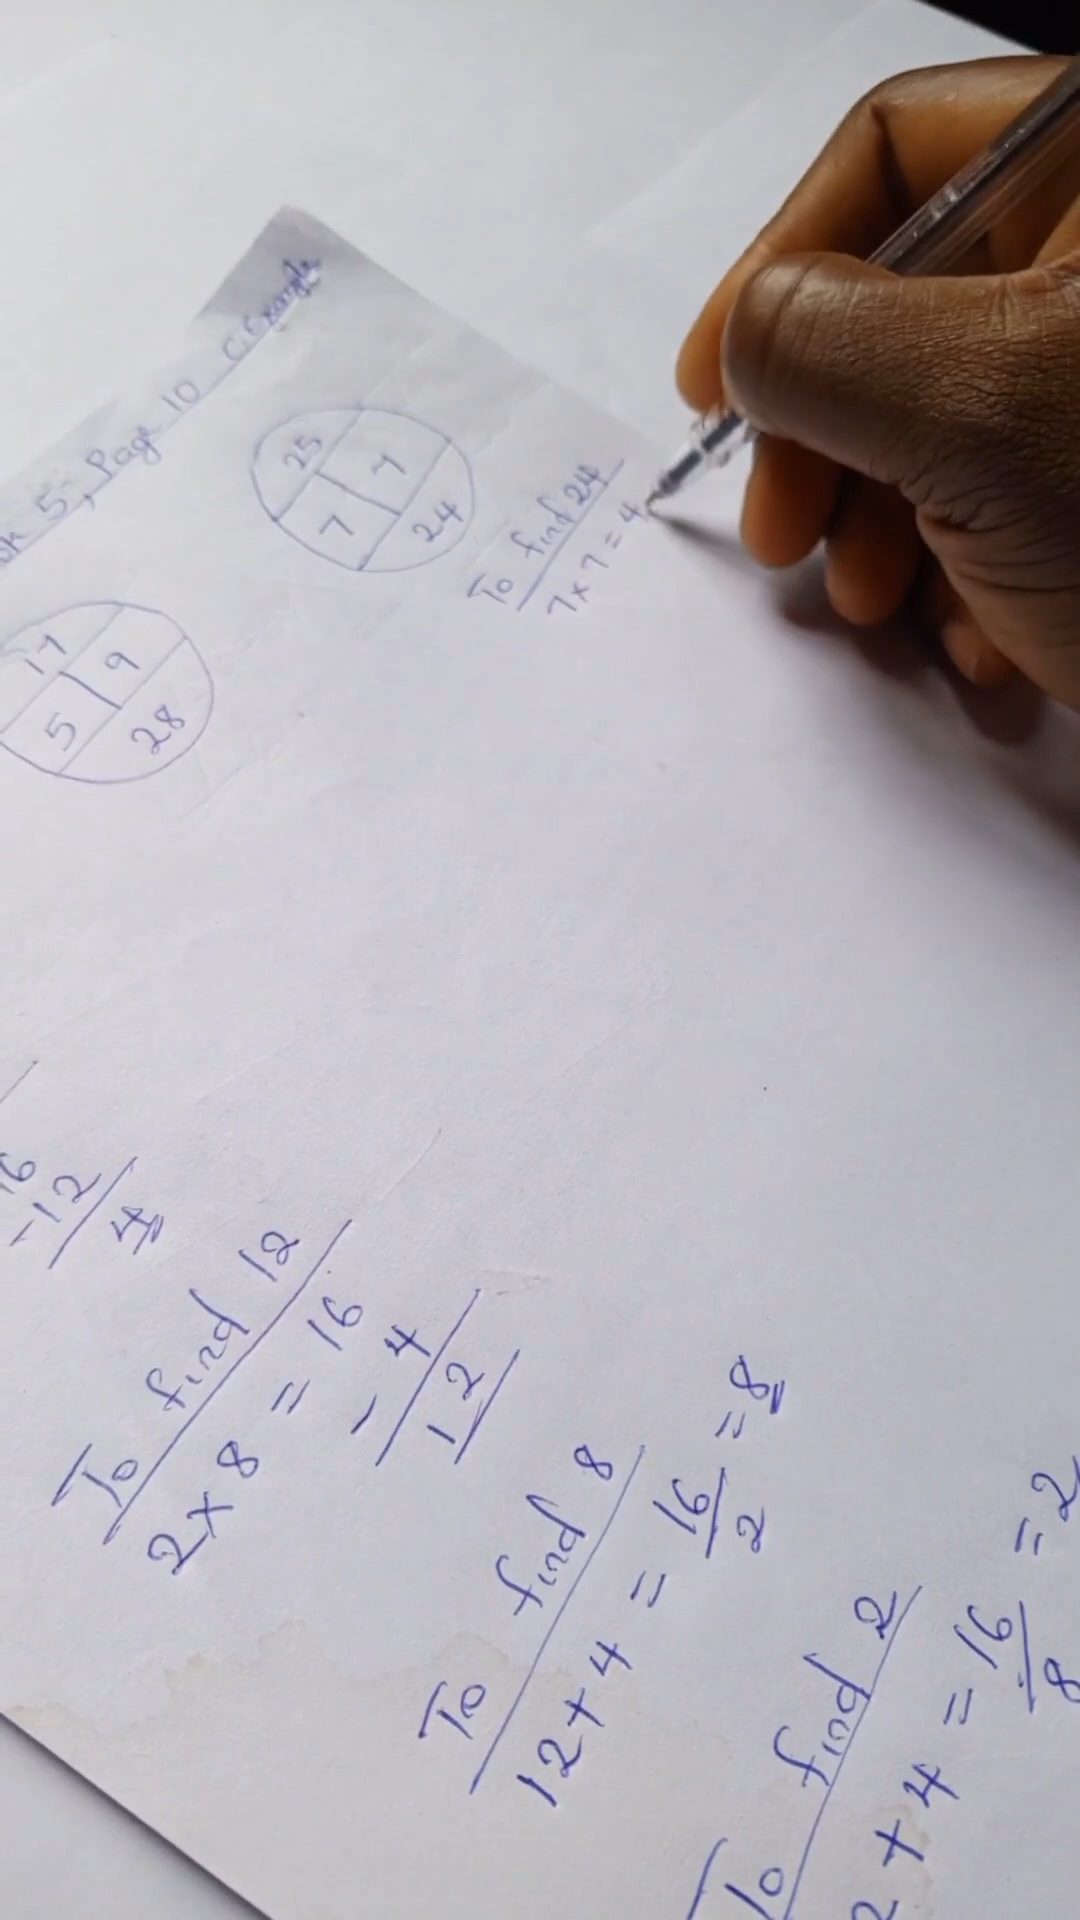 5, Page 10 Example
25
7
7
24
17
9
5
28
To find 24
7 x 7 = 4
16
-12
4
To find 12
2 x 8 = 16
- 4
12
To find 8
12 + 4 = 16/2 = 8
To find 2
2 + 4 = 16/8 = 2